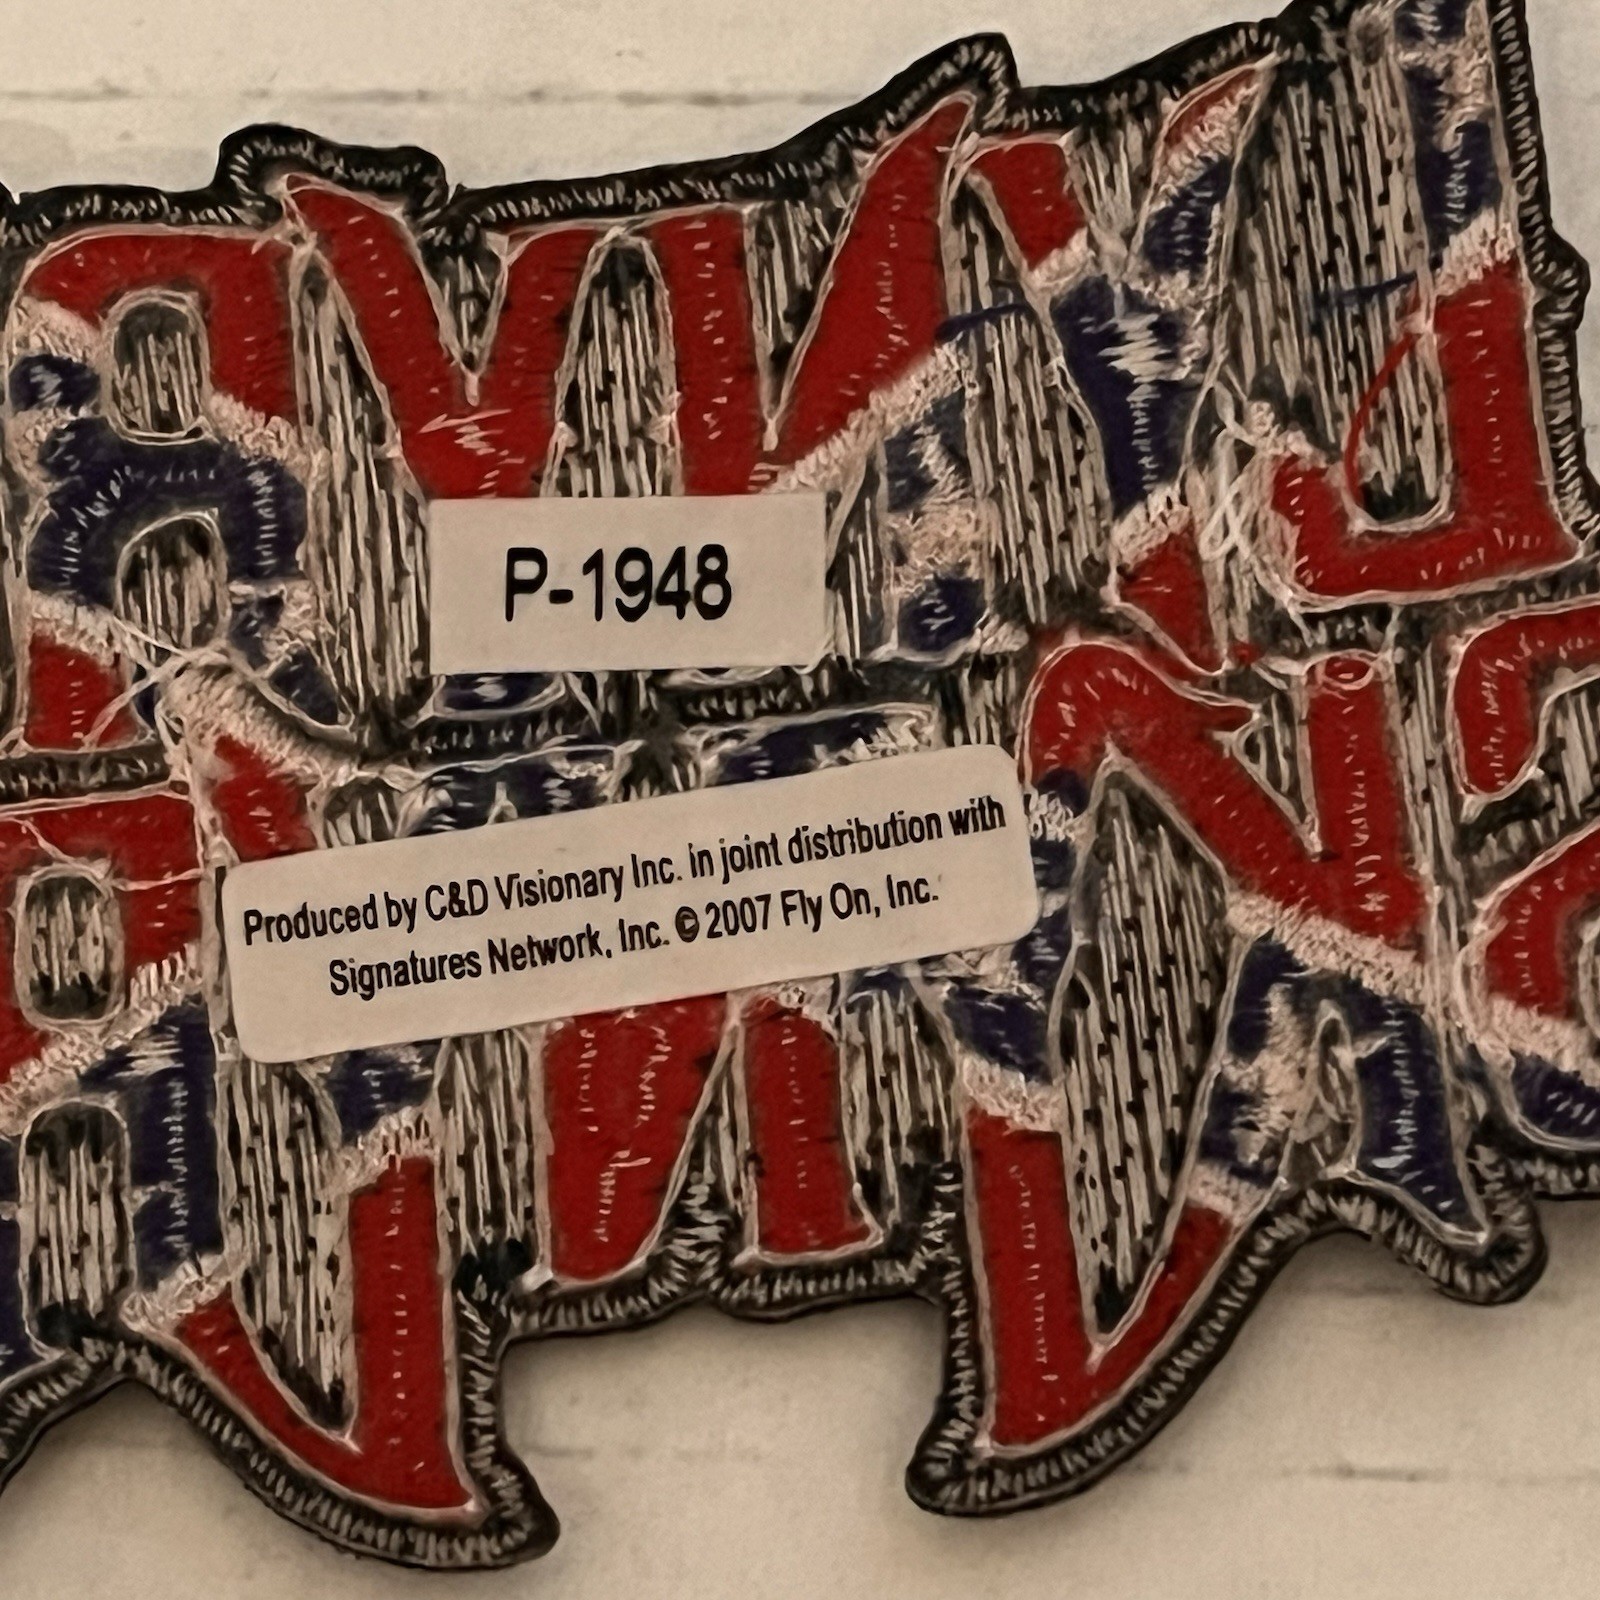 P-1948
Produced by C&D Visionary Inc. in joint distribution with
Signatures Network, Inc. © 2007 Fly On, Inc.